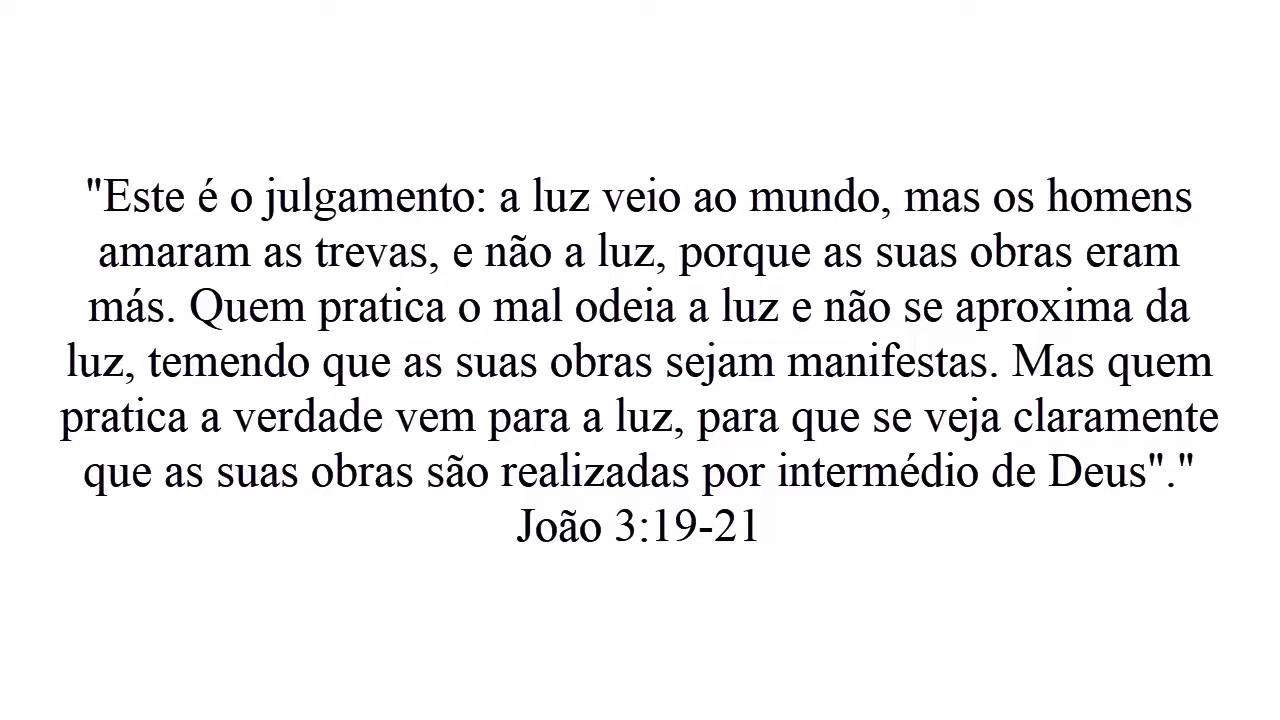 "Este é o julgamento: a luz veio ao mundo, mas os homens
amaram as trevas, e não a luz, porque as suas obras eram
más. Quem pratica o mal odeia a luz e não se aproxima da
luz, temendo que as suas obras sejam manifestas. Mas quem
pratica a verdade vem para a luz, para que se veja claramente
que as suas obras são realizadas por intermédio de Deus"."
João 3:19-21